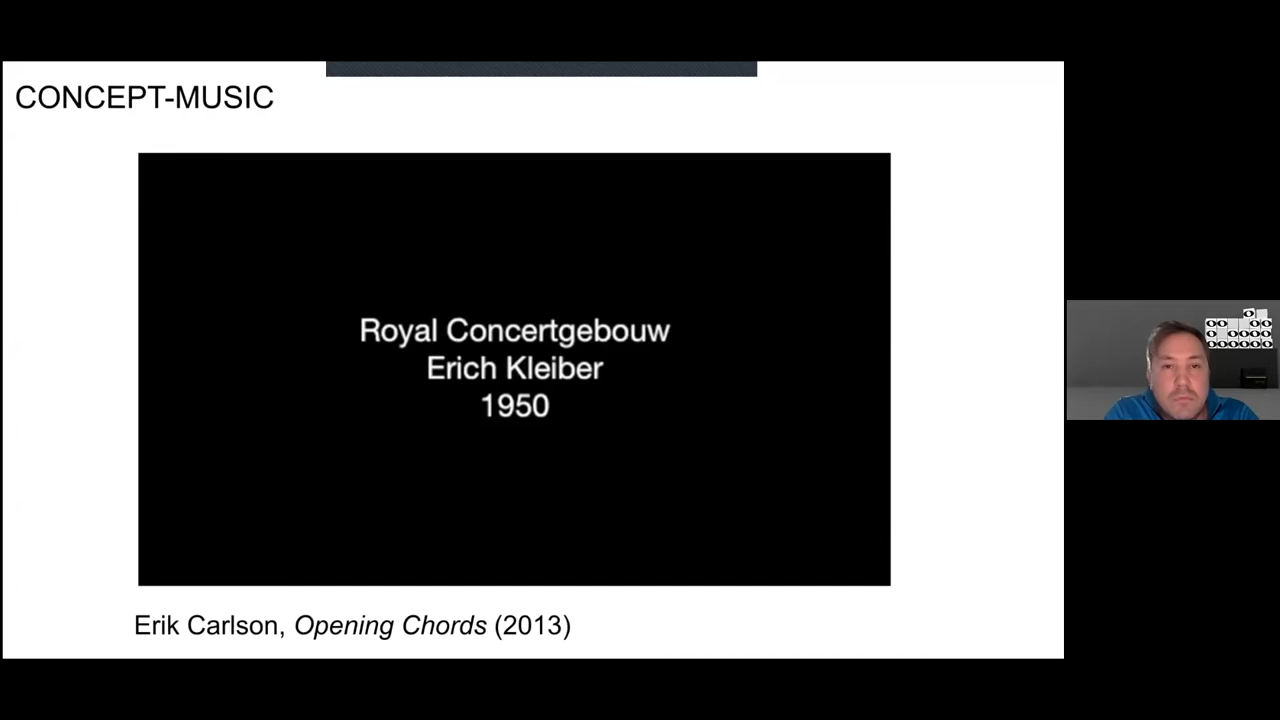 CONCEPT-MUSIC
Royal Concertgebouw
Erich Kleiber
1950
Erik Carlson, Opening Chords (2013)